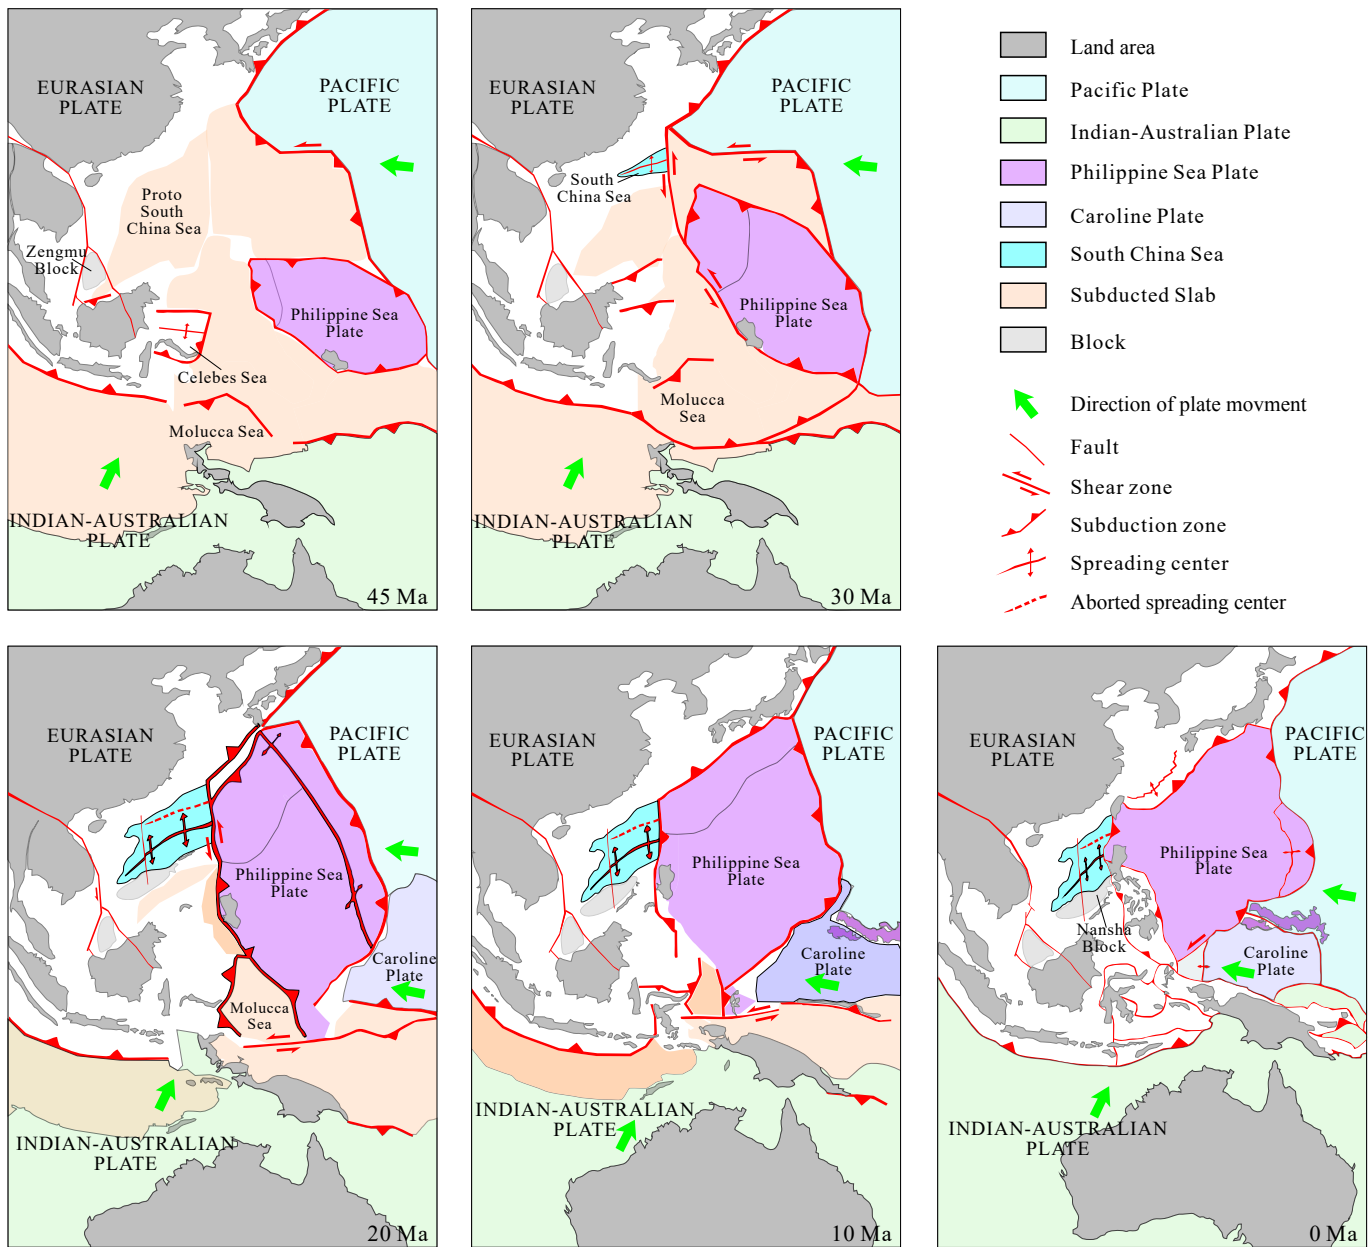 EURASIAN
PLATE
PACIFIC
PLATE
Proto
South
China Sea
Zengmu
Block
Philippine Sea
Plate
Celebes Sea
Molucca Sea
INDIAN-AUSTRALIAN
PLATE
45 Ma
EURASIAN
PLATE
PACIFIC
PLATE
South
China Sea
Philippine Sea
Plate
Molucca
Sea
INDIAN-AUSTRALIAN
PLATE
30 Ma
Land area
Pacific Plate
Indian-Australian Plate
Philippine Sea Plate
Caroline Plate
South China Sea
Subducted Slab
Block
Direction of plate movment
Fault
Shear zone
Subduction zone
Spreading center
Aborted spreading center
EURASIAN
PLATE
PACIFIC
PLATE
Philippine Sea
Plate
Caroline
Plate
Molucca
Sea
INDIAN-AUSTRALIAN
PLATE
20 Ma
EURASIAN
PLATE
PACIFIC
PLATE
Philippine Sea
Plate
Caroline
Plate
INDIAN-AUSTRALIAN
PLATE
10 Ma
EURASIAN
PLATE
PACIFIC
PLATE
Philippine Sea
Plate
Nansha
Block
Caroline
Plate
INDIAN-AUSTRALIAN
PLATE
0 Ma